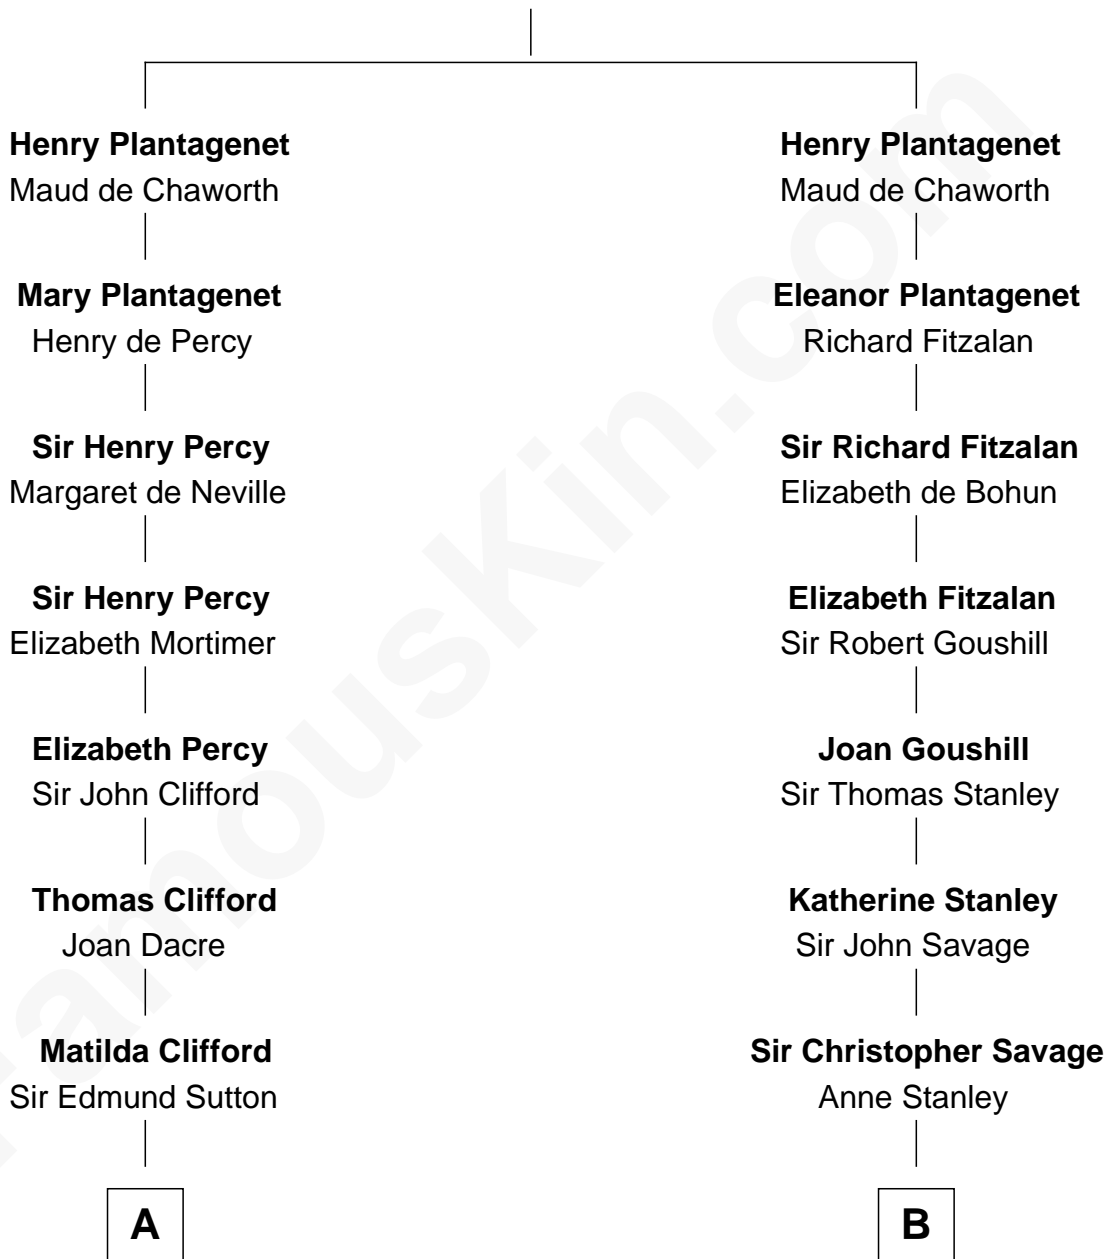 Henry Plantagenet
Maud de Chaworth
Mary Plantagenet
Henry de Percy
Sir Henry Percy
Margaret de Neville
Sir Henry Percy
Elizabeth Mortimer
Elizabeth Percy
Sir John Clifford
Thomas Clifford
Joan Dacre
Matilda Clifford
Sir Edmund Sutton
A
Henry Plantagenet
Maud de Chaworth
Eleanor Plantagenet
Richard Fitzalan
Sir Richard Fitzalan
Elizabeth de Bohun
Elizabeth Fitzalan
Sir Robert Goushill
Joan Goushill
Sir Thomas Stanley
Katherine Stanley
Sir John Savage
Sir Christopher Savage
Anne Stanley
B
FamousKin.com